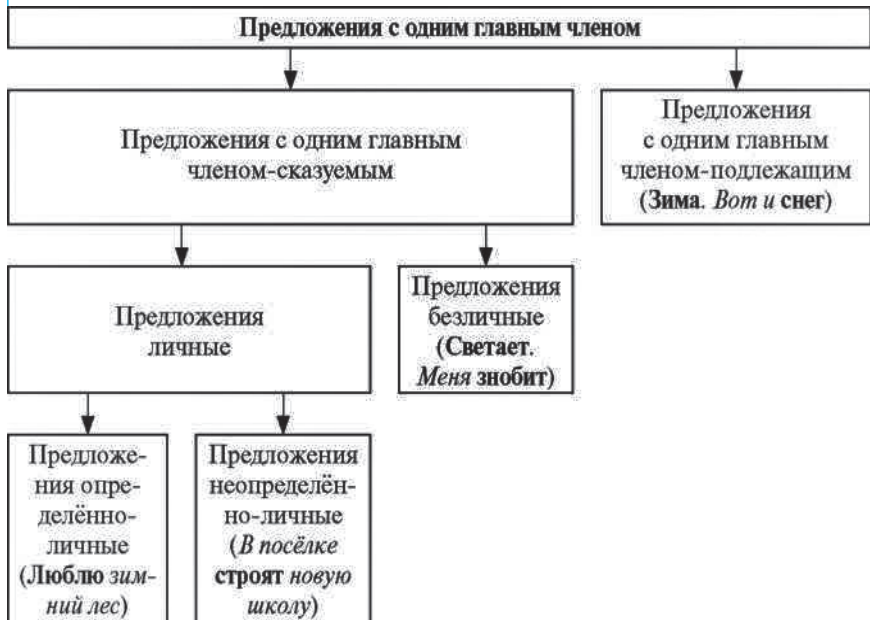 Предложения с одним главным членом
Предложения с одним главным
членом-сказуемым
Предложения
с одним главным
членом-подлежащим
(Зима. Вот и снег)
Предложения
личные
Предложения
безличные
(Светает.
Меня знобит)
Предложе-
ния опре-
делённо-
личные
(Люблю зим-
ний лес)
Предложения
неопределён-
но-личные
(В посёлке
строят новую
школу)